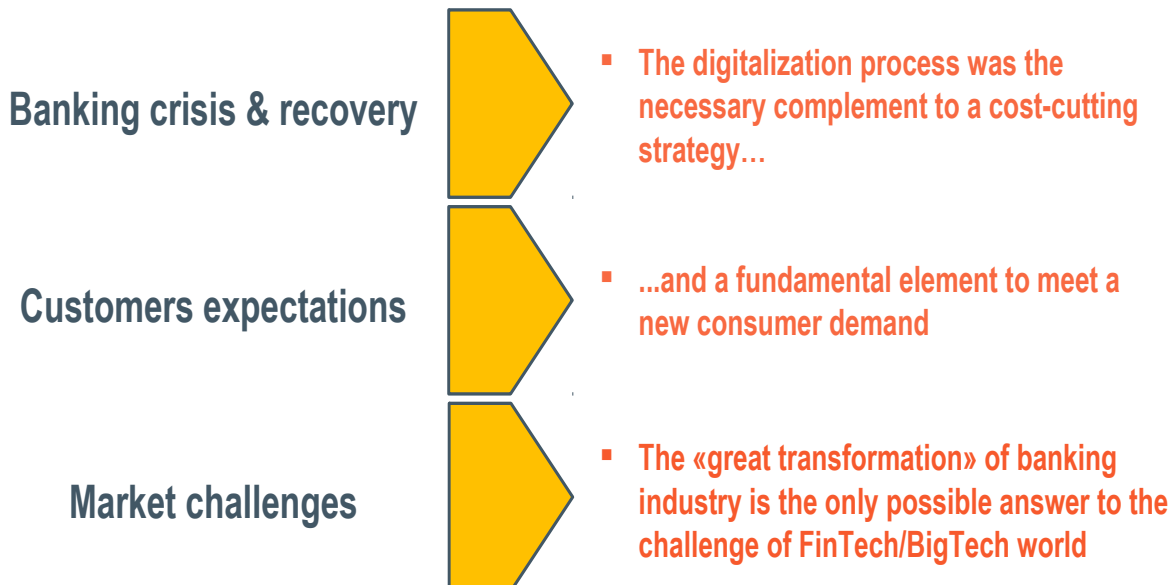 Banking crisis & recovery
▪ The digitalization process was the
necessary complement to a cost-cutting
strategy…
Customers expectations
▪ ...and a fundamental element to meet a
new consumer demand
Market challenges
▪ The «great transformation» of banking
industry is the only possible answer to the
challenge of FinTech/BigTech world